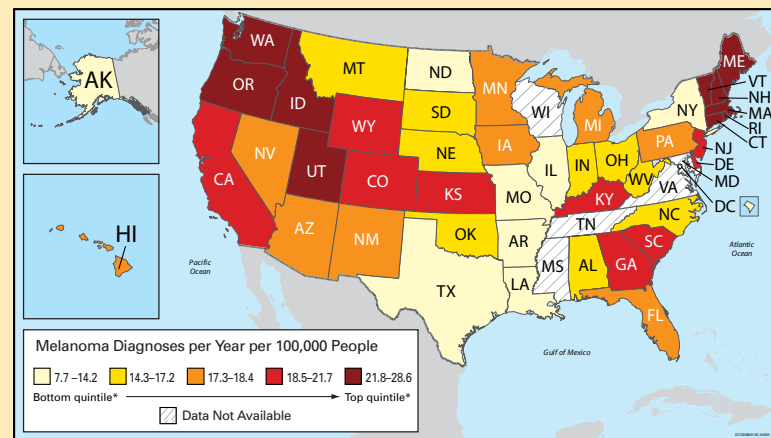 AK
HI
WA
OR
ID
MT
ND
MN
WI
MI
ME
VT
NH
MA
RI
CT
NY
SD
WY
IA
PA
NJ
DE
MD
DC
NE
NV
UT
CA
CO
KS
IL
IN
OH
WV
VA
MO
KY
NC
TN
AZ
NM
OK
AR
SC
MS
AL
GA
TX
LA
FL
Pacific
Ocean
Atlantic
Ocean
Gulf of Mexico
Melanoma Diagnoses per Year per 100,000 People
7.7–14.2 14.3–17.2 17.3–18.4 18.5–21.7 21.8–28.6
Bottom quintile* Top quintile*
Data Not Available